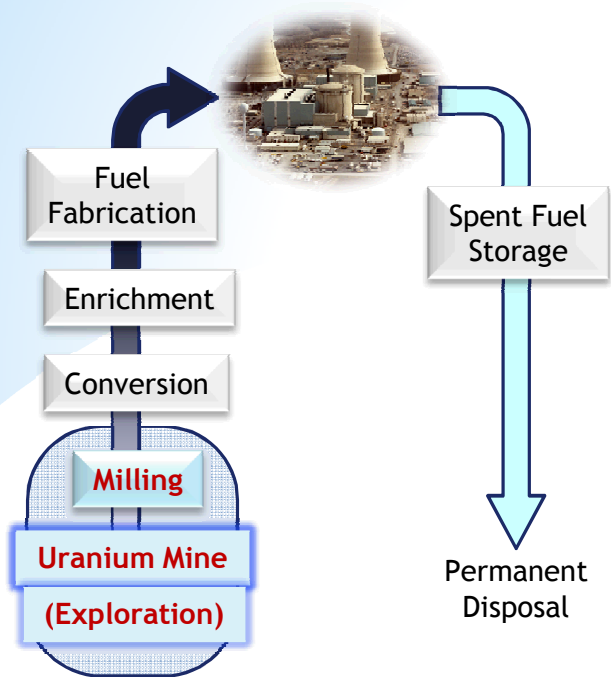 Fuel
Fabrication
Enrichment
Conversion
Milling
Uranium Mine
(Exploration)
Spent Fuel
Storage
Permanent
Disposal